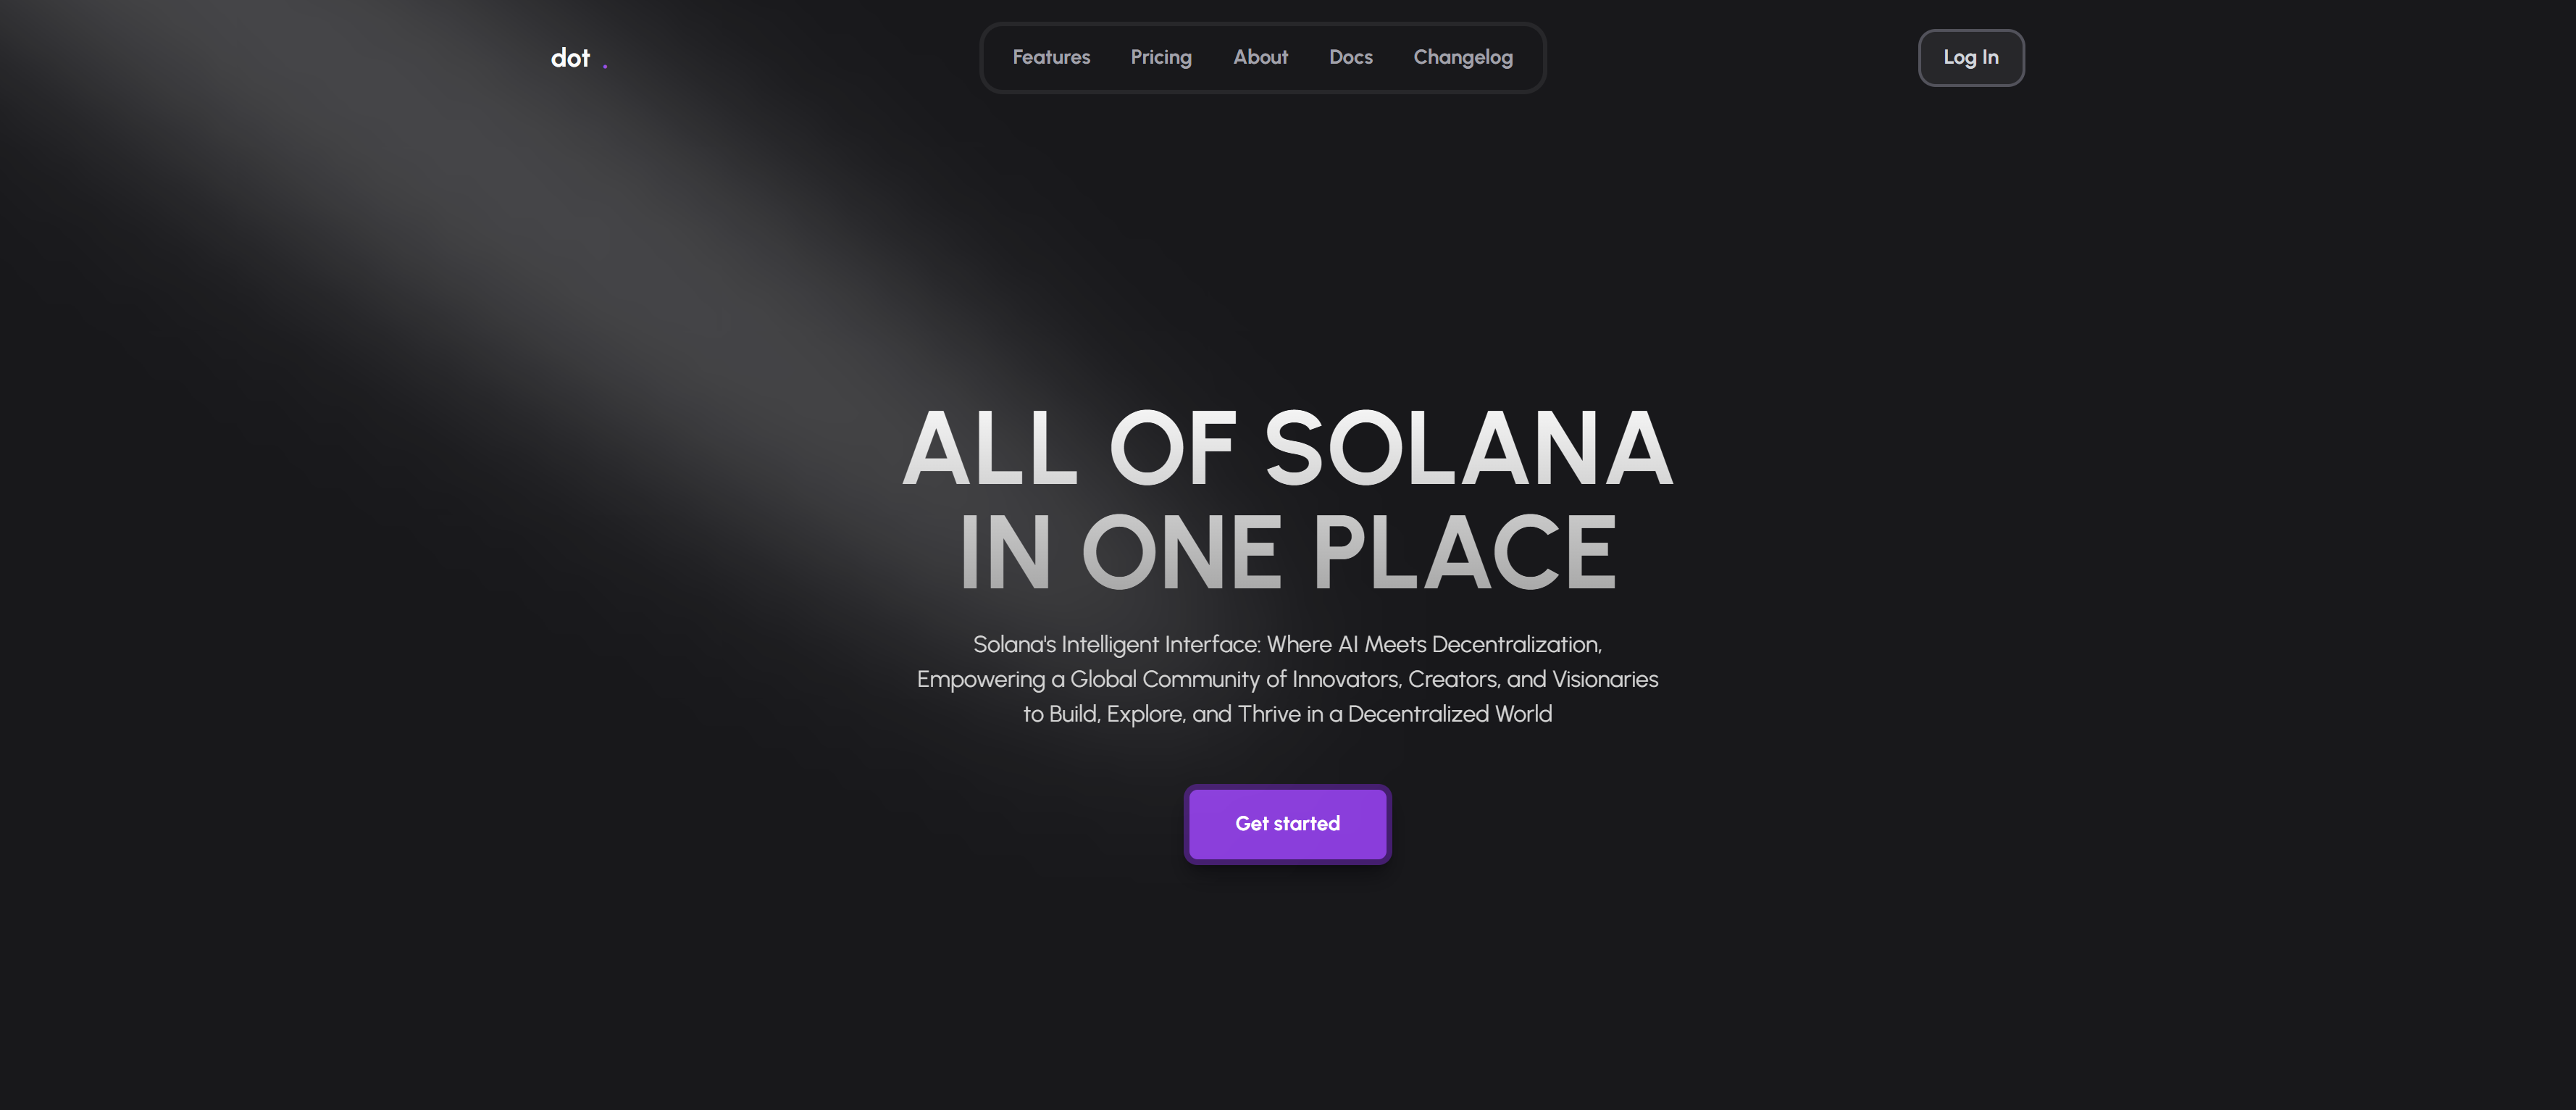 dot .
Features Pricing About Docs Changelog
Log In
ALL OF SOLANA
IN ONE PLACE
Solana's Intelligent Interface: Where AI Meets Decentralization,
Empowering a Global Community of Innovators, Creators, and Visionaries
to Build, Explore, and Thrive in a Decentralized World
Get started